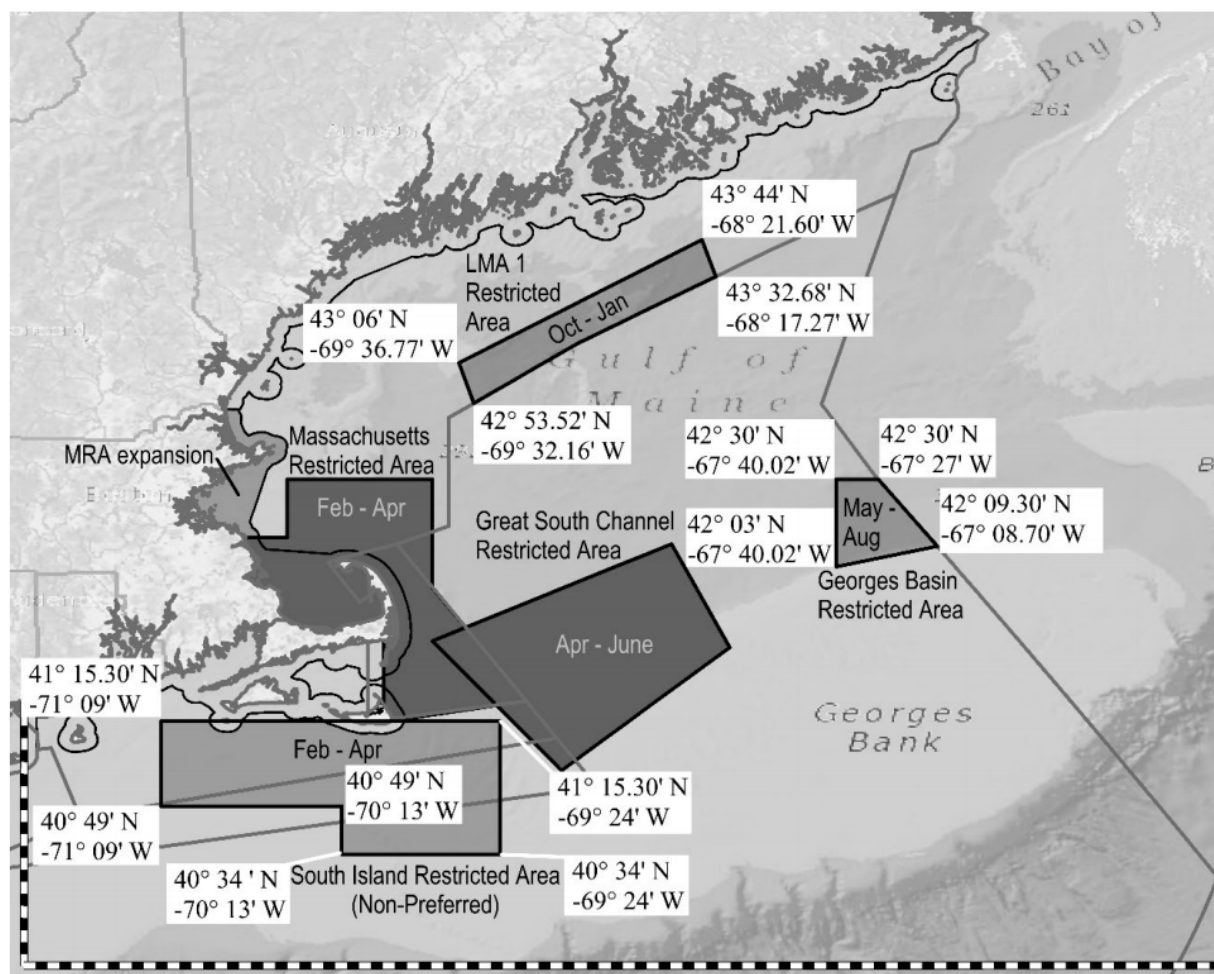 Bay of
261
Augusta
43° 44' N
-68° 21.60' W
LMA 1
Restricted
Area
Oct - Jan
43° 32.68' N
-68° 17.27' W
43° 06' N
-69° 36.77' W
Gulf of
Maine
42° 53.52' N
-69° 32.16' W
MRA expansion
Massachusetts
Restricted Area
Feb - Apr
Boston
42° 30' N
-67° 40.02' W
42° 30' N
-67° 27' W
May -
Aug
42° 09.30' N
-67° 08.70' W
Great South Channel
Restricted Area
42° 03' N
-67° 40.02' W
Georges Basin
Restricted Area
Apr - June
41° 15.30' N
-71° 09' W
Georges
Bank
Feb - Apr
40° 49' N
-70° 13' W
41° 15.30' N
-69° 24' W
40° 49' N
-71° 09' W
40° 34 ' N
-70° 13' W
South Island Restricted Area
(Non-Preferred)
40° 34' N
-69° 24' W